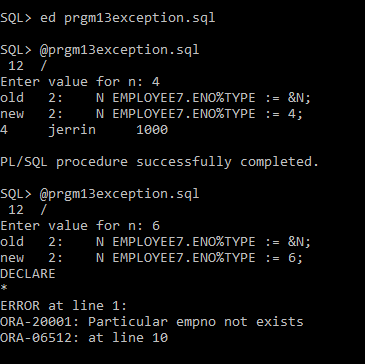 SQL> ed prgm13exception.sql
SQL> @prgm13exception.sql
12 /
Enter value for n: 4
old 2: N EMPLOYEE7.ENO%TYPE := &N;
new 2: N EMPLOYEE7.ENO%TYPE := 4;
4 jerrin 1000
PL/SQL procedure successfully completed.
SQL> @prgm13exception.sql
12 /
Enter value for n: 6
old 2: N EMPLOYEE7.ENO%TYPE := &N;
new 2: N EMPLOYEE7.ENO%TYPE := 6;
DECLARE
*
ERROR at line 1:
ORA-20001: Particular empno not exists
ORA-06512: at line 10